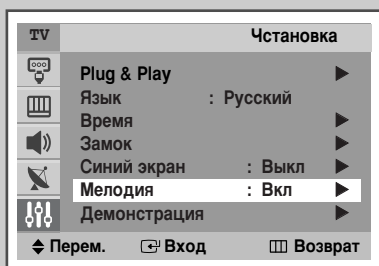 TV Чстановка
Plug & Play
Язык : Русский
Время
Замок
Синий экран : Выкл
Мелодия : Вкл
Демонстрация
Перем. Вход Возврат